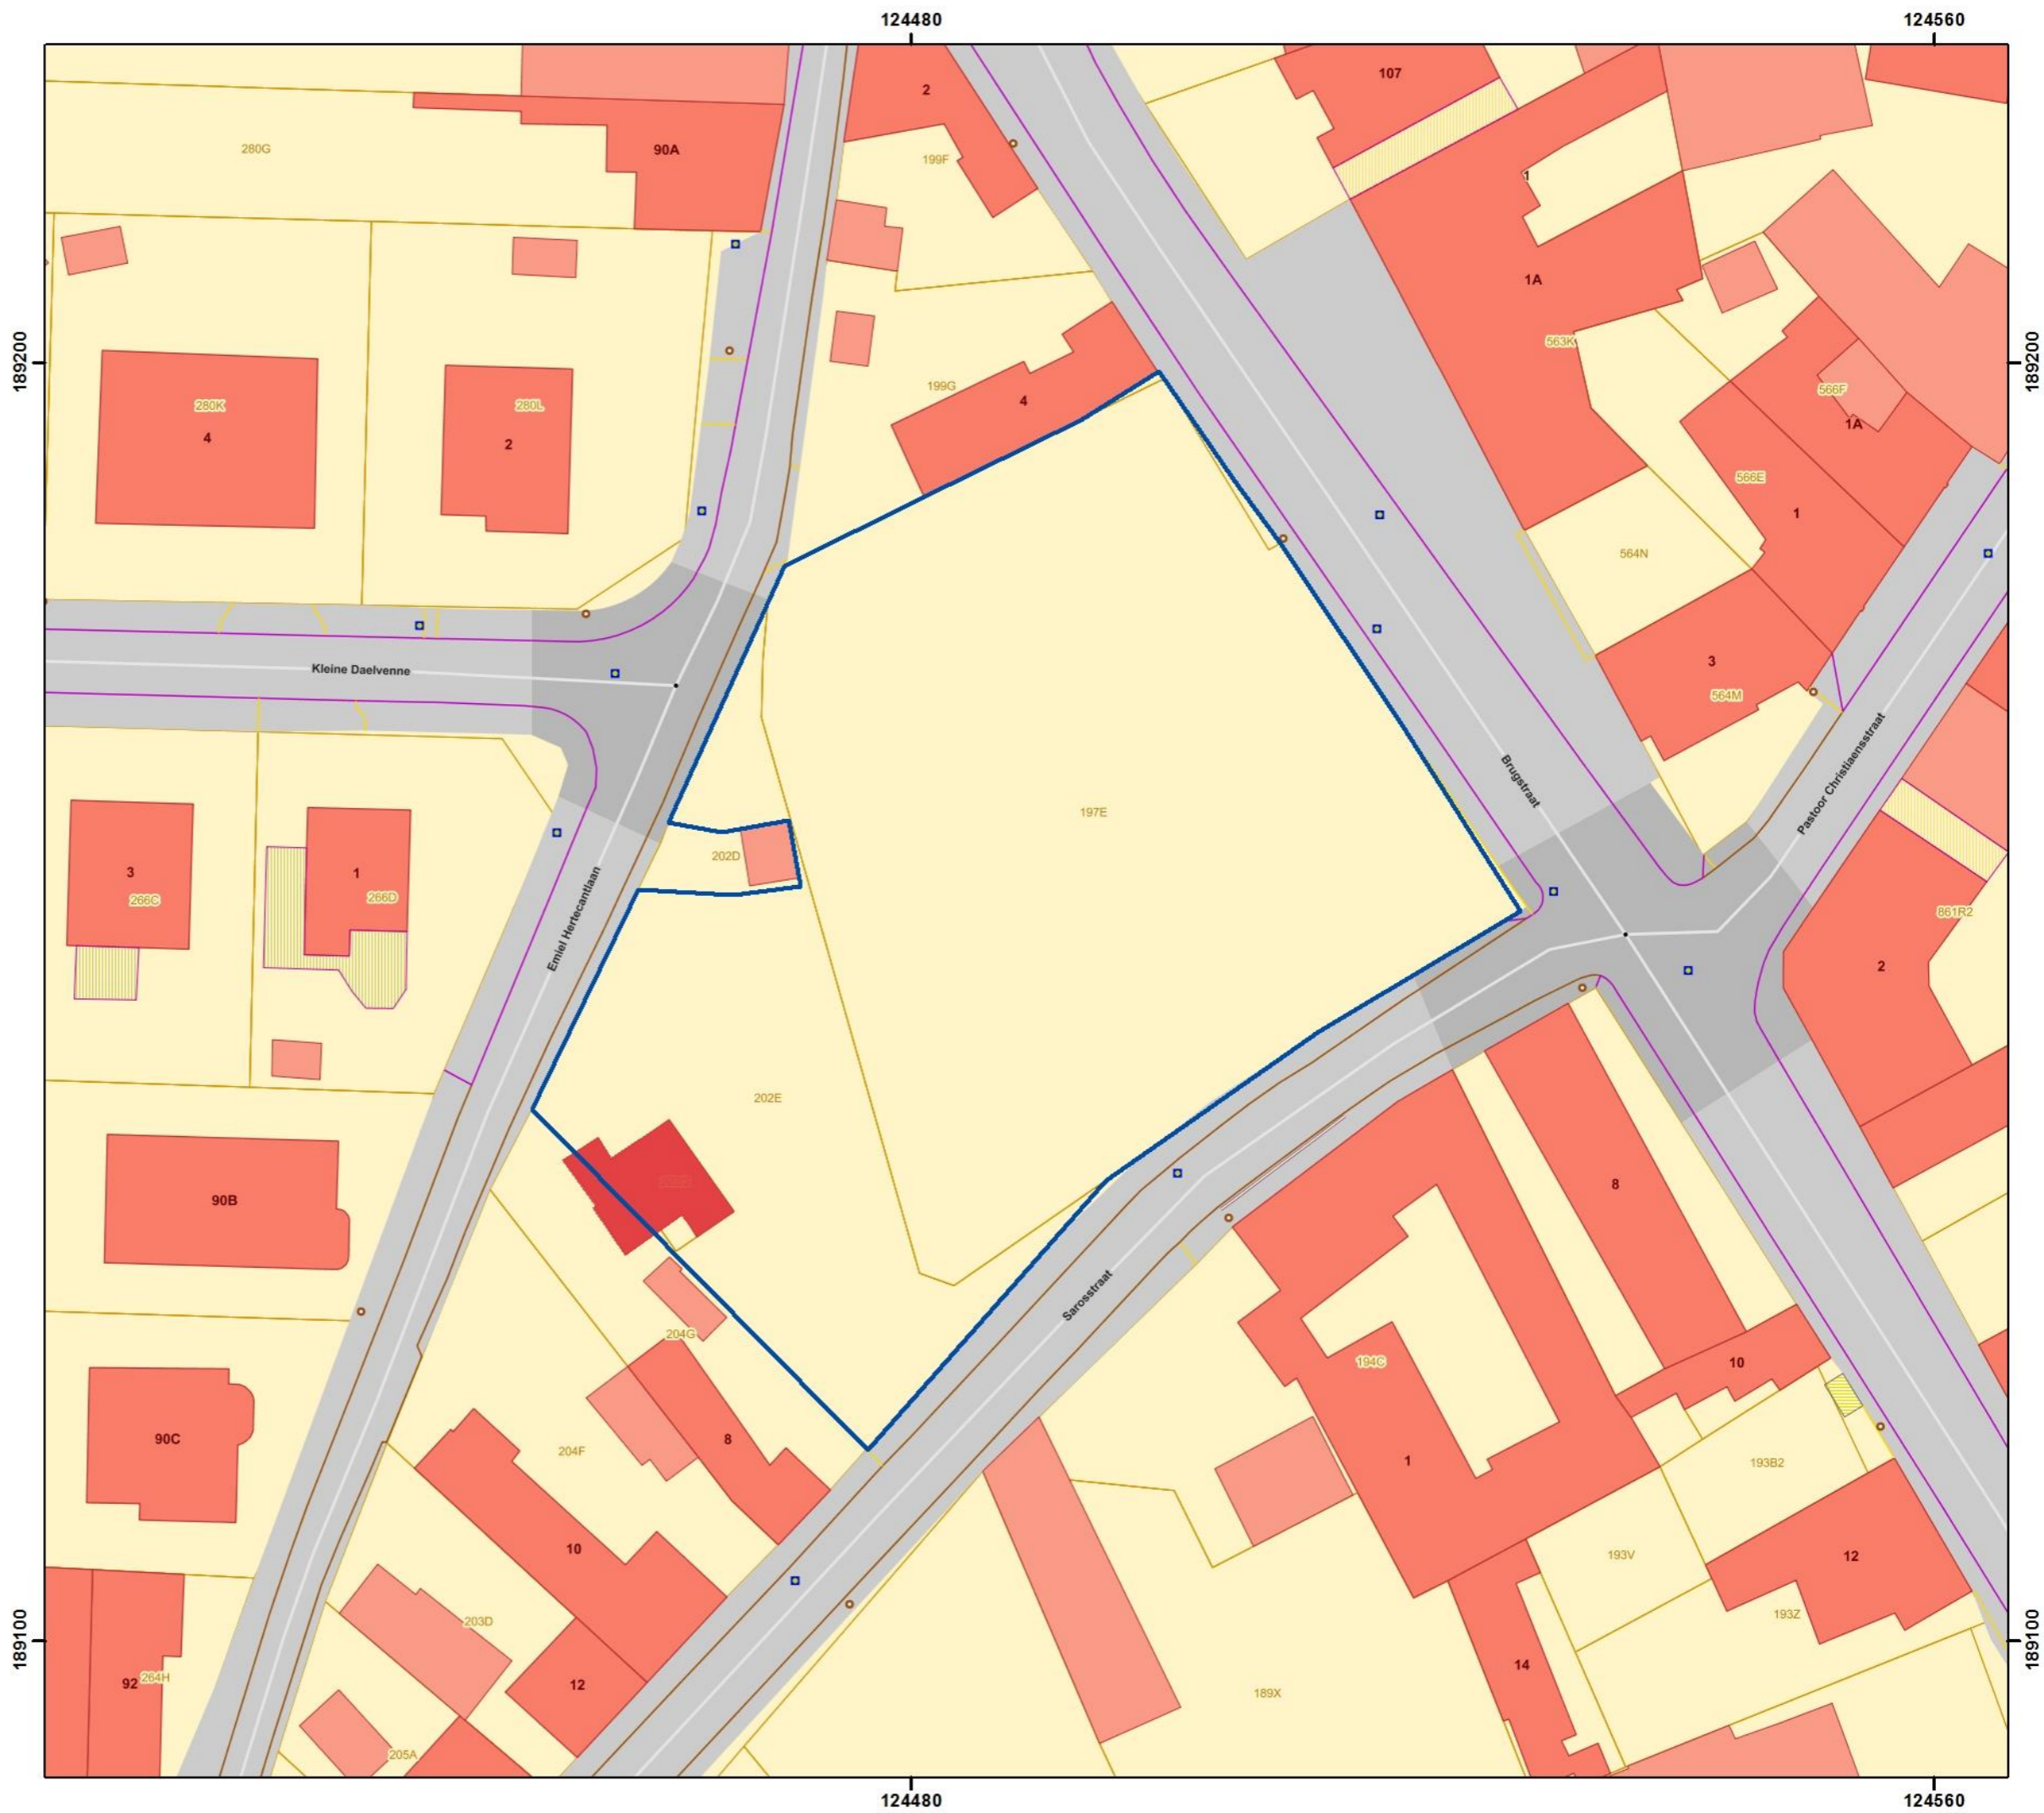 124480
124560
107
2
90A
280G
199F
1
1A
189200
189200
563K
199G
4
566F
1A
280K
280L
4
2
566E
1
564N
3
564M
Kleine Daelvenne
Brugstraat
Pastoor Christiaensstraat
197E
202D
3
266C
1
266D
Emiel Hertecantlaan
861R2
2
202E
90B
8
Sarosstraat
204G
194C
10
90C
8
204F
1
193B2
10
193V
12
203D
193Z
189100
189100
92
264H
12
14
189X
205A
124480
124560